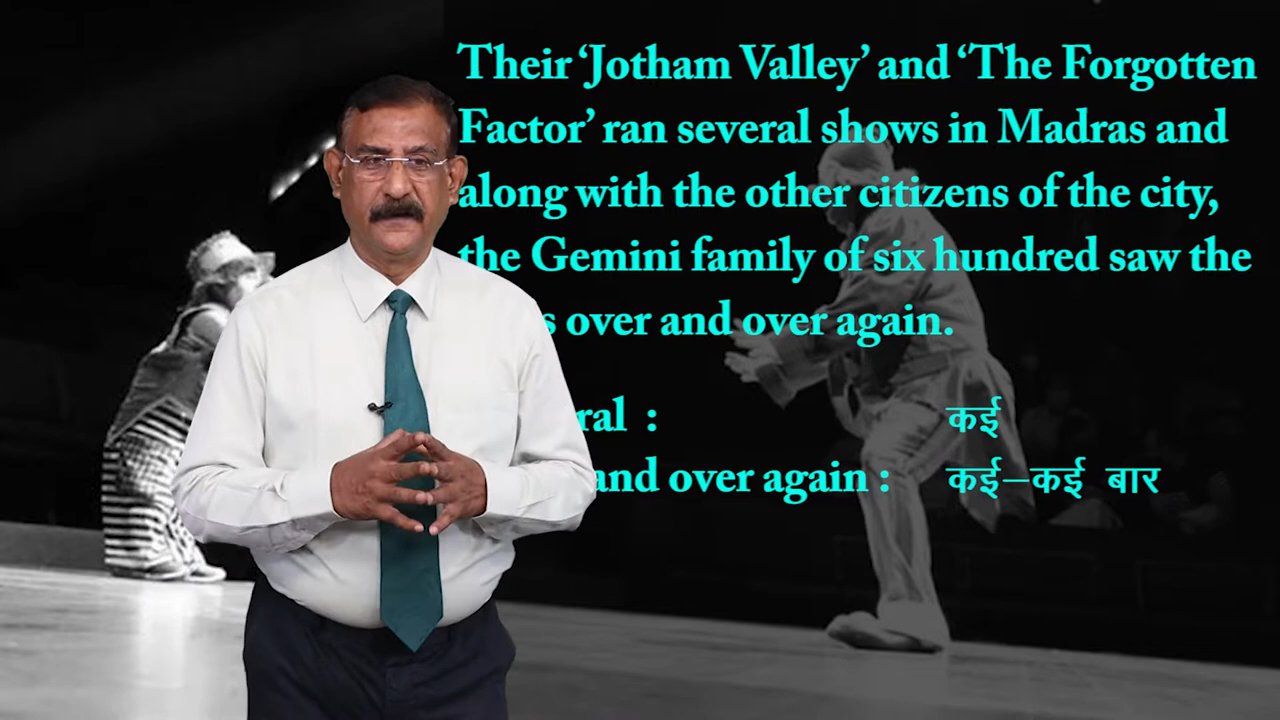 Their ‘Jotham Valley’ and ‘The Forgotten
Factor’ ran several shows in Madras and
along with the other citizens of the city,
the Gemini family of six hundred saw the
over and over again.
: कई
and over again : कई–कई बार